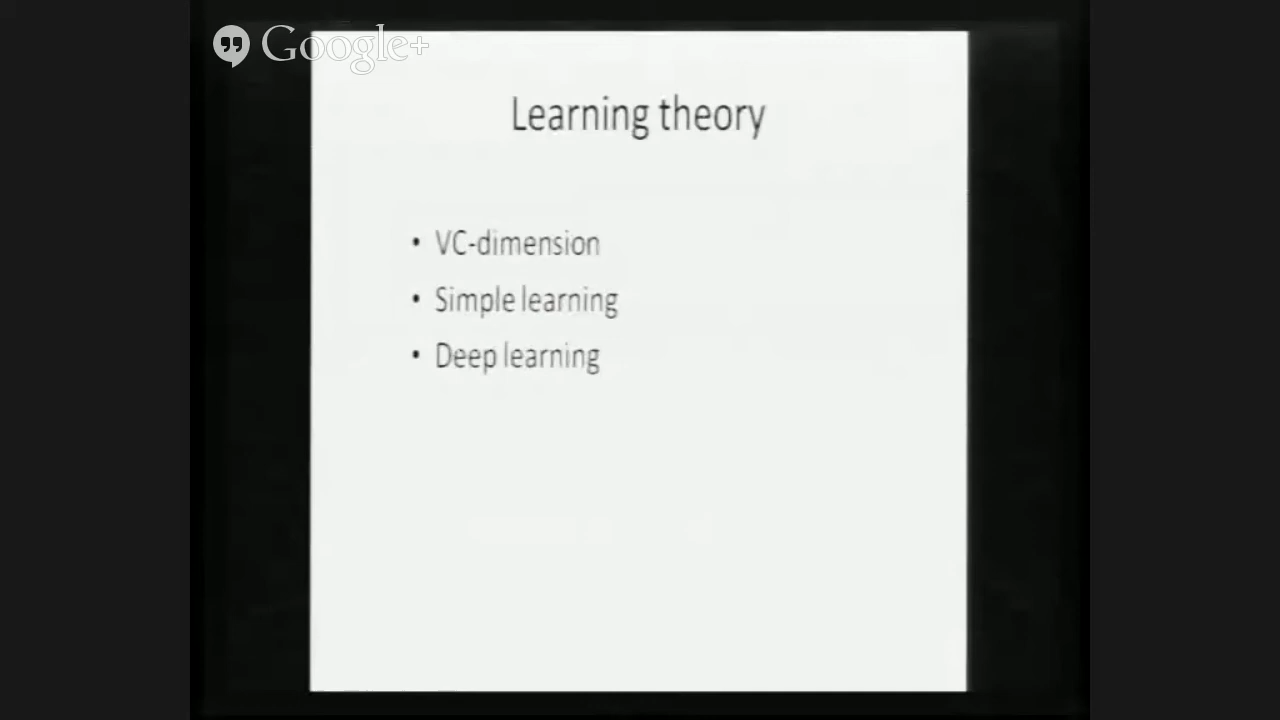 Google+
Learning theory
• VC-dimension
• Simple learning
• Deep learning